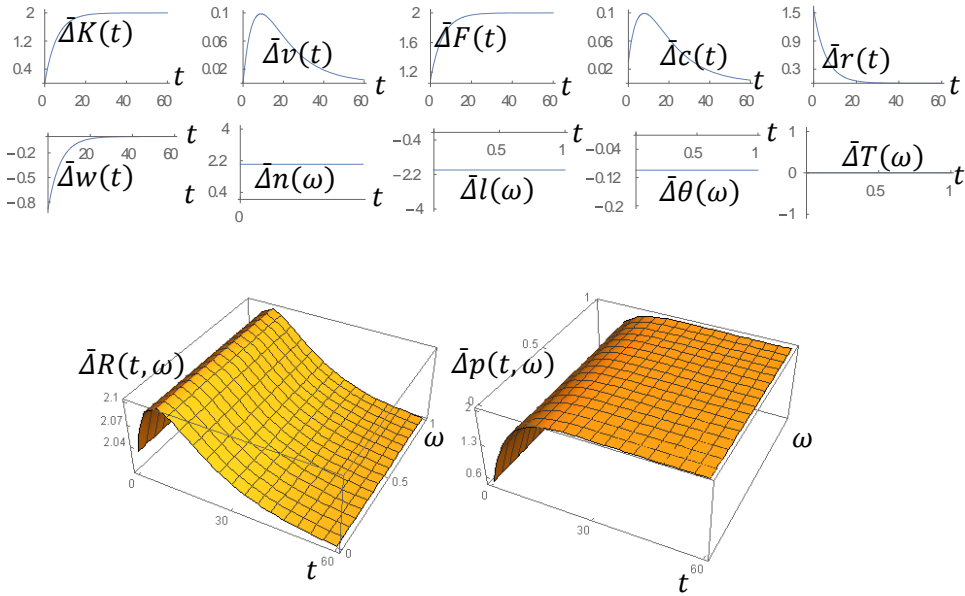 2 1.2 0.4 0 20 40 60 Δ̄K(t) t
0.1 0.06 0.02 0 20 40 60 Δ̄v(t) t
2 1.6 1.2 0 20 40 60 Δ̄F(t) t
0.1 0.06 0.02 0 20 40 60 Δ̄c(t) t
1.5 0.9 0.3 0 20 40 60 Δ̄r(t) t
−0.2 −0.5 −0.8 20 40 60 Δ̄w(t) t t
4 2.2 0.4 0 Δ̄n(ω) t
−0.4 −2.2 −4 0.5 1 Δ̄l(ω) t
−0.04 −0.12 −0.2 0.5 1 Δ̄θ(ω) t
1 0 −1 0.5 1 Δ̄T(ω) t
Δ̄R(t, ω)
2.1
2.07
2.04
0 30 60 t
0 0.5 1 ω
Δ̄p(t, ω)
2
1.3
0.6
0 30 60 t
0 0.5 1 ω